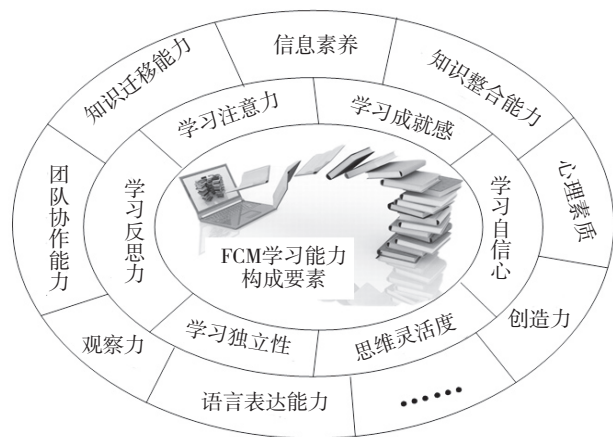 信息素养
知识迁移能力
知识整合能力
学习注意力
学习成就感
团队协作能力
学习反思力
学习自信心
心理素质
FCM学习能力
构成要素
学习独立性
思维灵活度
观察力
创造力
语言表达能力
……